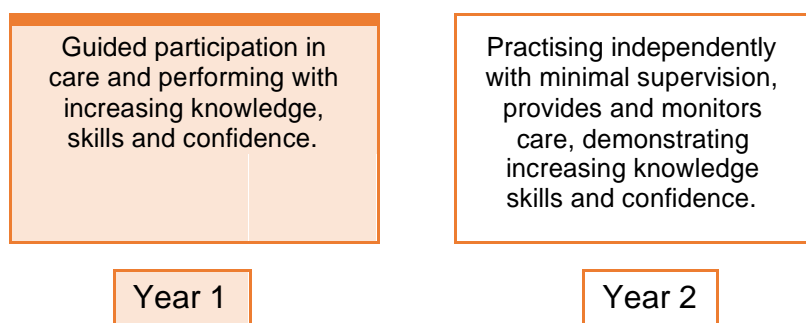 Guided participation in
care and performing with
increasing knowledge,
skills and confidence.
Practising independently
with minimal supervision,
provides and monitors
care, demonstrating
increasing knowledge
skills and confidence.
Year 1
Year 2